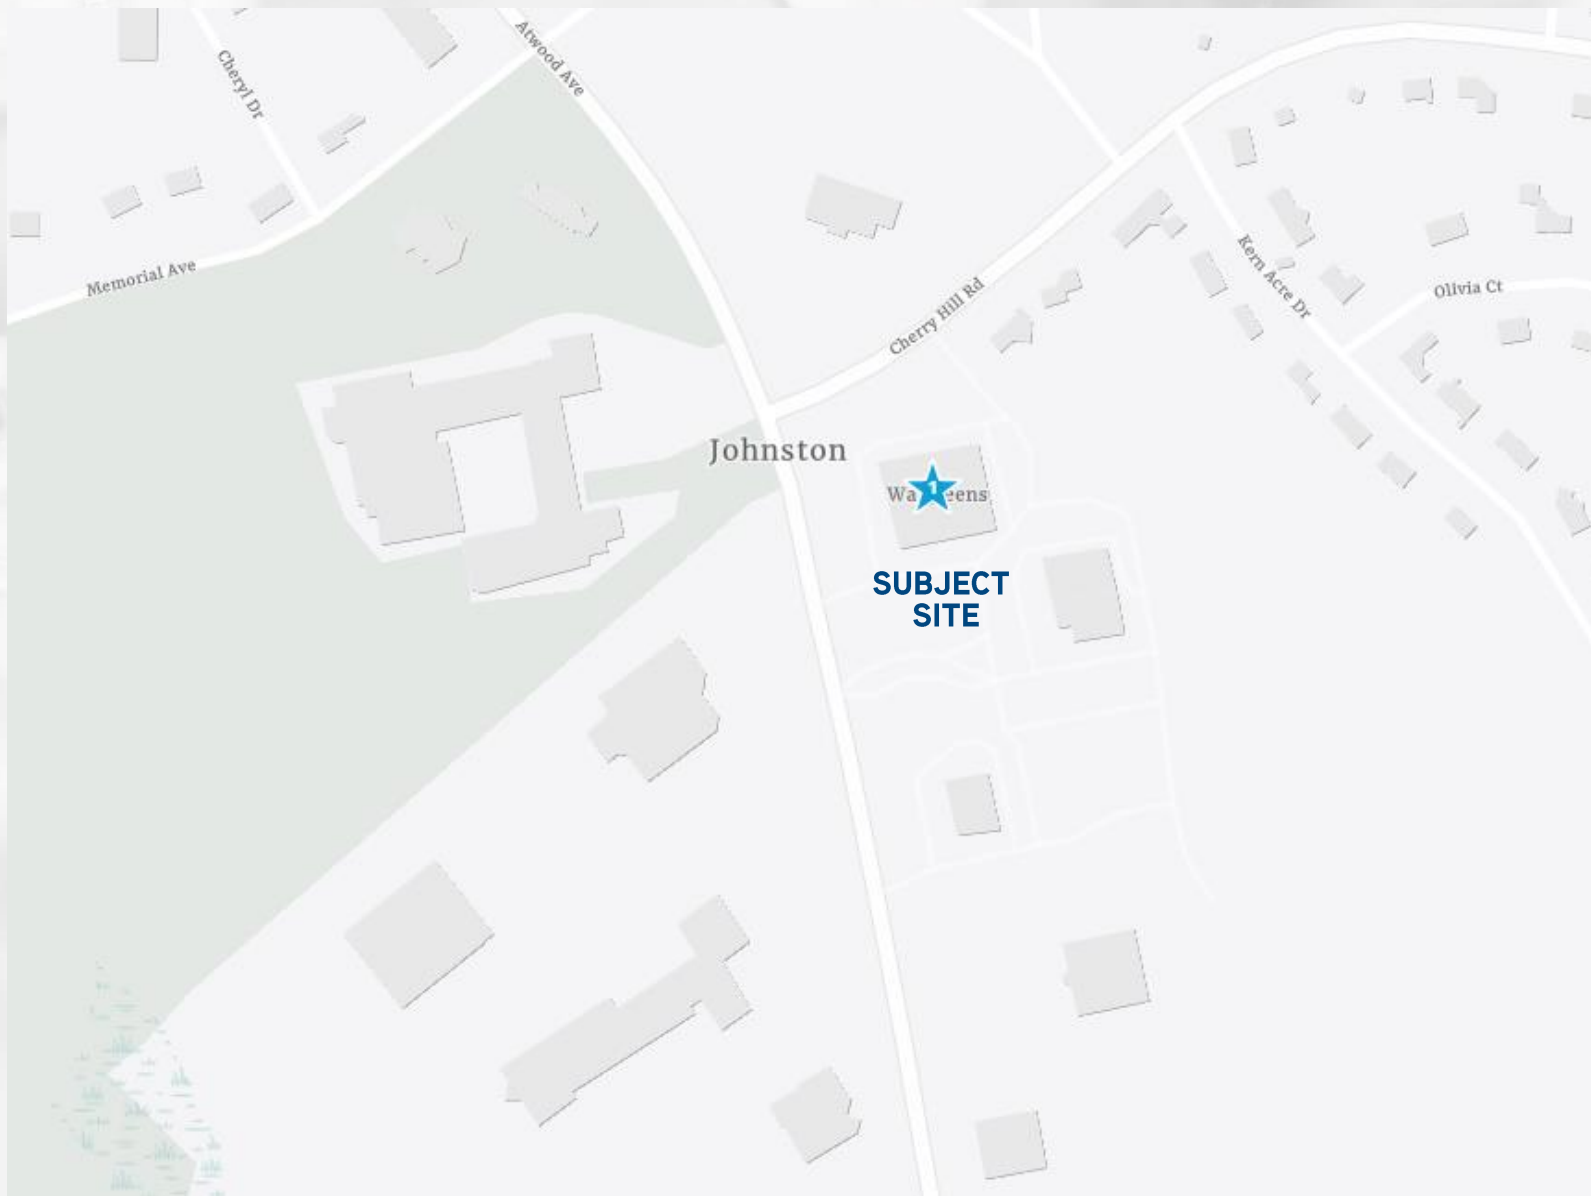 Atwood Ave
Cheryl Dr
Memorial Ave
Kern Acre Dr
Olivia Ct
Cherry Hill Rd
Johnston
1
SUBJECT
SITE